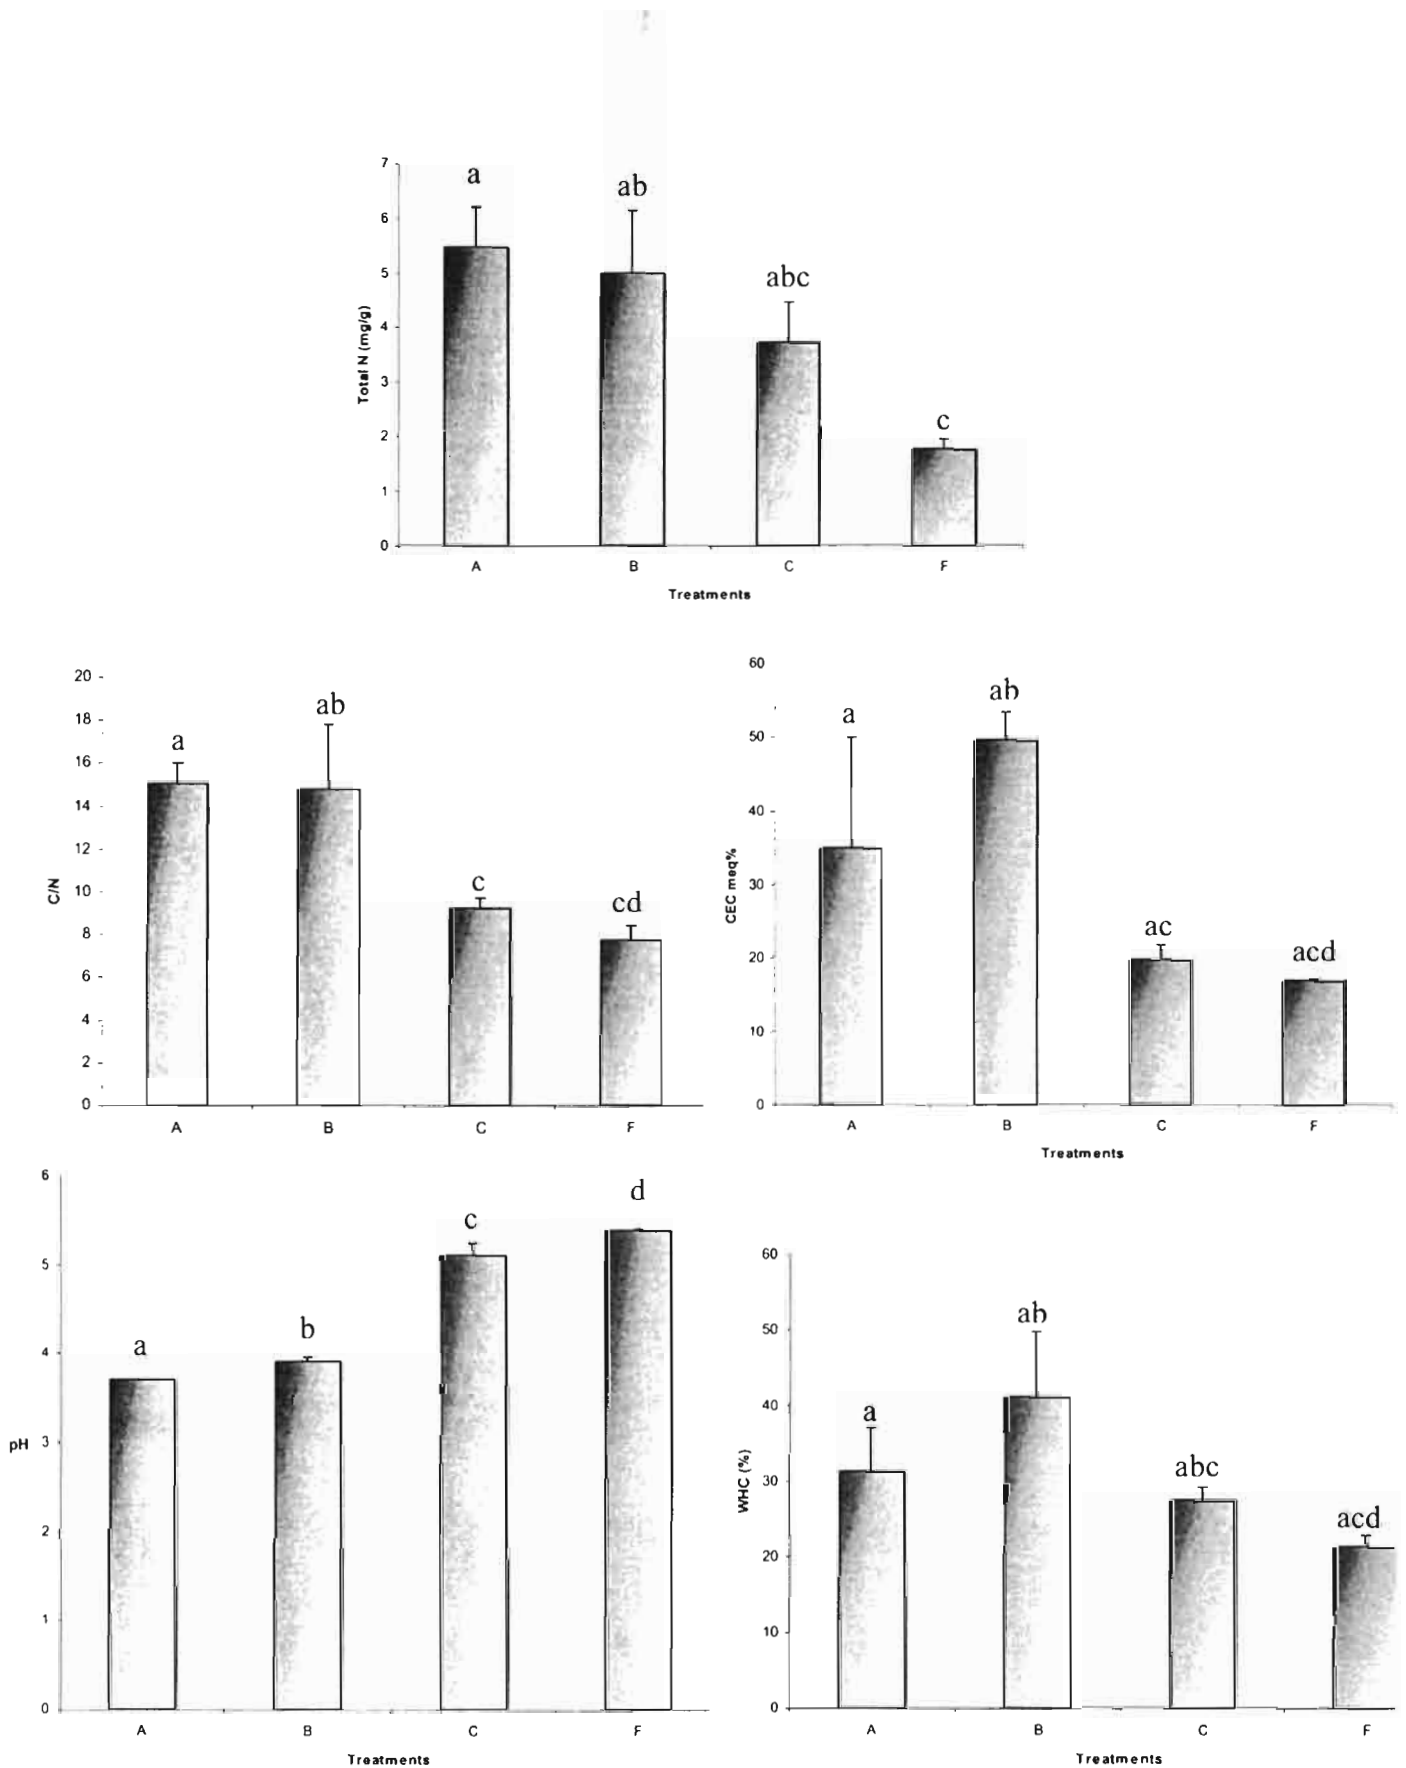 7
6
5
4
3
2
1
0
Total N (mg/g)
a
ab
abc
c
A B C F
Treatments
20
18
16
14
12
10
8
6
4
2
0
C/N
a
ab
c
cd
A B C F
60
50
40
30
20
10
0
CEC meq%
a
ab
ac
acd
A B C F
Treatments
6
5
4
3
2
1
0
pH
a
b
c
d
A B C F
Treatments
60
50
40
30
20
10
0
WHC (%)
a
ab
abc
acd
A B C F
Treatments